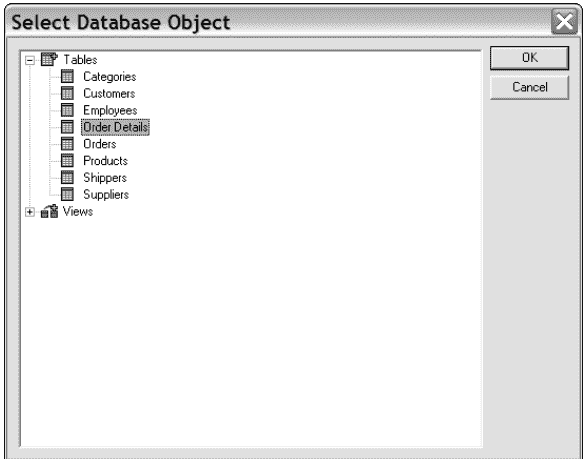 Select Database Object
Tables
Categories
Customers
Employees
Order Details
Orders
Products
Shippers
Suppliers
Views
OK
Cancel